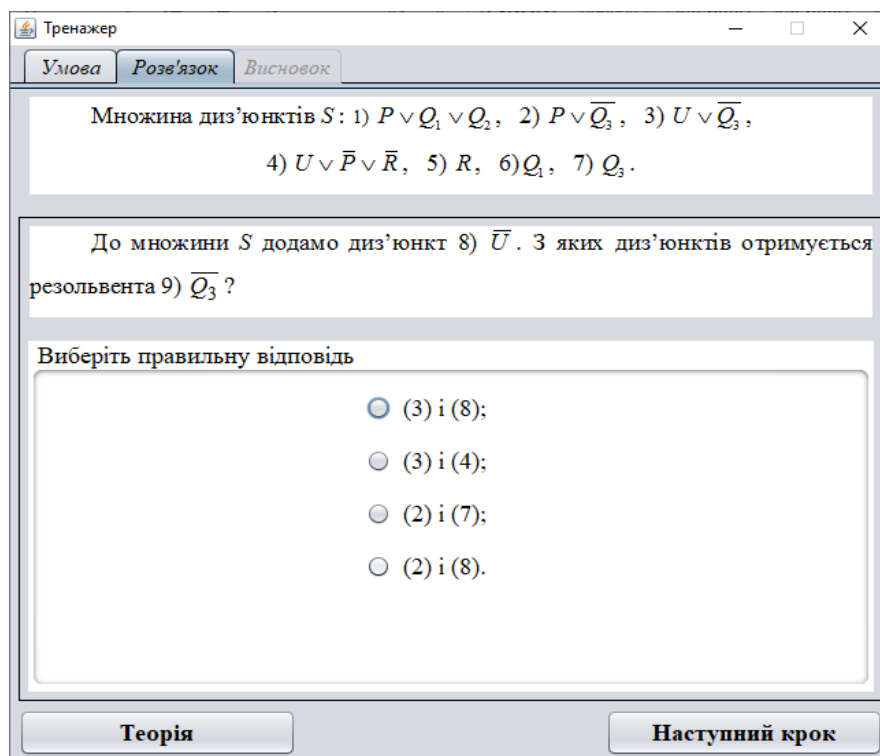 Тренажер
Умова Розв'язок Висновок
Множина диз’юнктів S: 1) P ∨ Q₁ ∨ Q₂, 2) P ∨ Q̅₃̅, 3) U ∨ Q̅₃̅,
4) U ∨ P̅ ∨ R̅, 5) R, 6)Q₁, 7) Q₃.
До множини S додамо диз’юнкт 8) U̅. З яких диз’юнктів отримується
резольвента 9) Q̅₃̅ ?
Виберіть правильну відповідь
(3) і (8);
(3) і (4);
(2) і (7);
(2) і (8).
Теорія Наступний крок